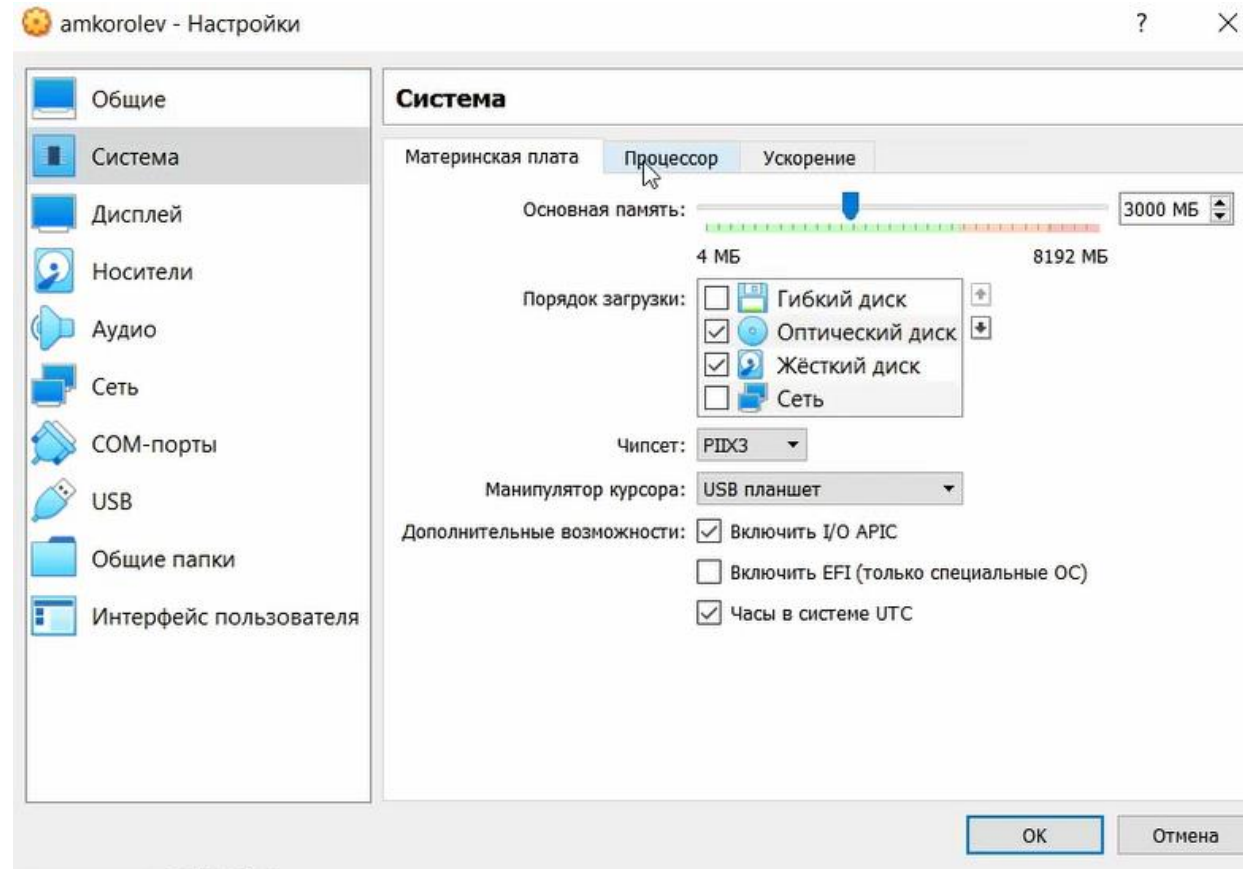 amkorolev - Настройки
?
Общие
Система
Дисплей
Носители
Аудио
Сеть
COM-порты
USB
Общие папки
Интерфейс пользователя
Система
Материнская плата
Процессор
Ускорение
Основная память:
3000 МБ
4 МБ
8192 МБ
Порядок загрузки:
Гибкий диск
Оптический диск
Жёсткий диск
Сеть
Чипсет:
PIIX3
Манипулятор курсора:
USB планшет
Дополнительные возможности:
Включить I/O APIC
Включить EFI (только специальные ОС)
Часы в системе UTC
OK
Отмена